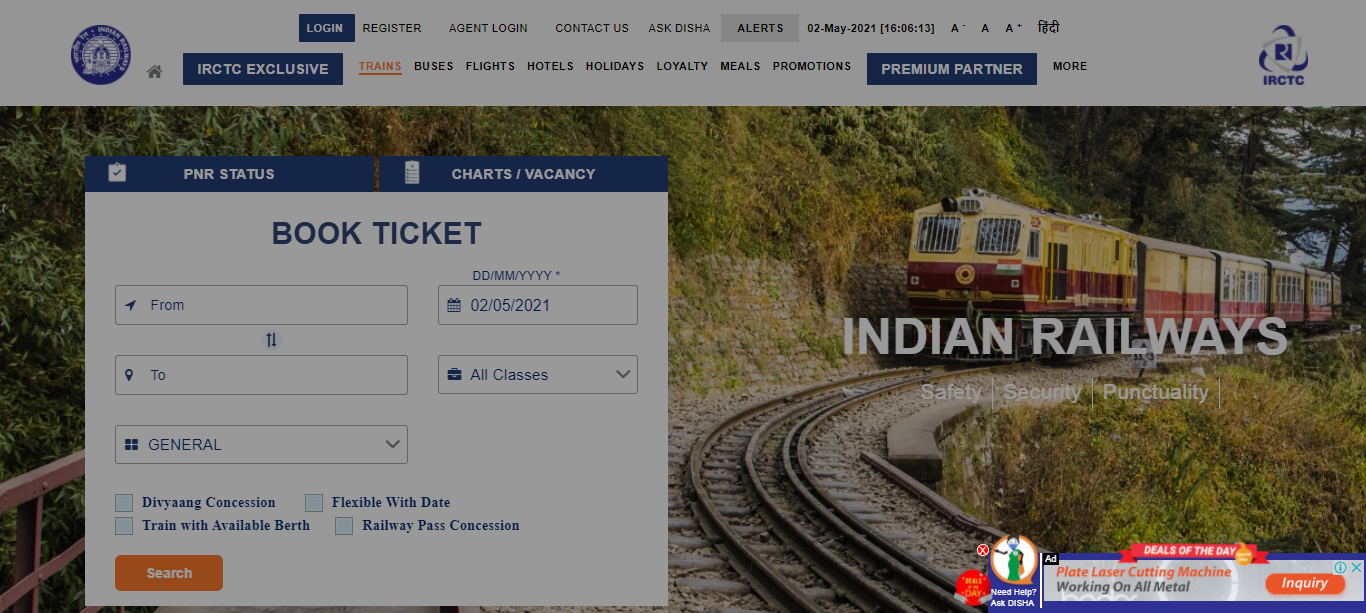 LOGIN REGISTER AGENT LOGIN CONTACT US ASK DISHA ALERTS 02-May-2021 [16:06:13] A - A A + हिंदी
IRCTC EXCLUSIVE TRAINS BUSES FLIGHTS HOTELS HOLIDAYS LOYALTY MEALS PROMOTIONS PREMIUM PARTNER MORE
INDIAN RAILWAYS
IRCTC
PNR STATUS CHARTS / VACANCY
BOOK TICKET
DD/MM/YYYY *
From 02/05/2021
To All Classes
GENERAL
Divyaang Concession Flexible With Date
Train with Available Berth Railway Pass Concession
Search
INDIAN RAILWAYS
Safety Security Punctuality
X
DEALS OF THE DAY
Need Help?
Ask DISHA
Ad
DEALS OF THE DAY
Plate Laser Cutting Machine
Working On All Metal
Inquiry